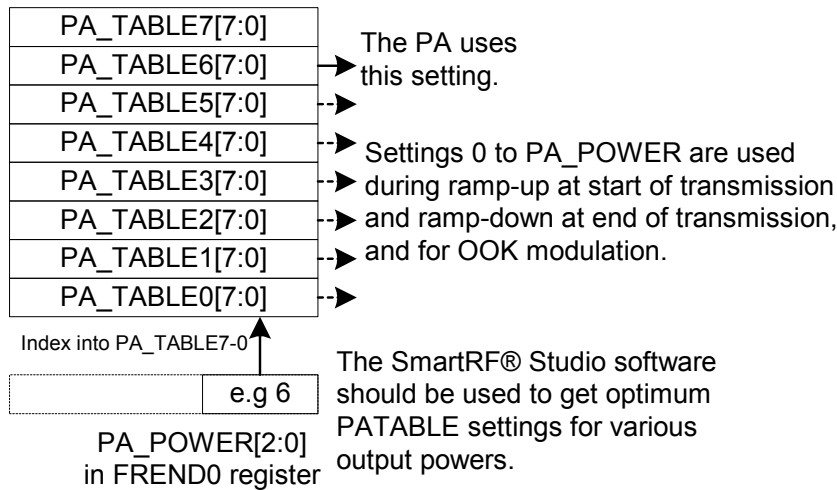 PA_TABLE7[7:0]
PA_TABLE6[7:0]
PA_TABLE5[7:0]
PA_TABLE4[7:0]
PA_TABLE3[7:0]
PA_TABLE2[7:0]
PA_TABLE1[7:0]
PA_TABLE0[7:0]
The PA uses
this setting.
Settings 0 to PA_POWER are used
during ramp-up at start of transmission
and ramp-down at end of transmission,
and for OOK modulation.
Index into PA_TABLE7-0
e.g 6
PA_POWER[2:0]
in FREND0 register
The SmartRF® Studio software
should be used to get optimum
PATABLE settings for various
output powers.